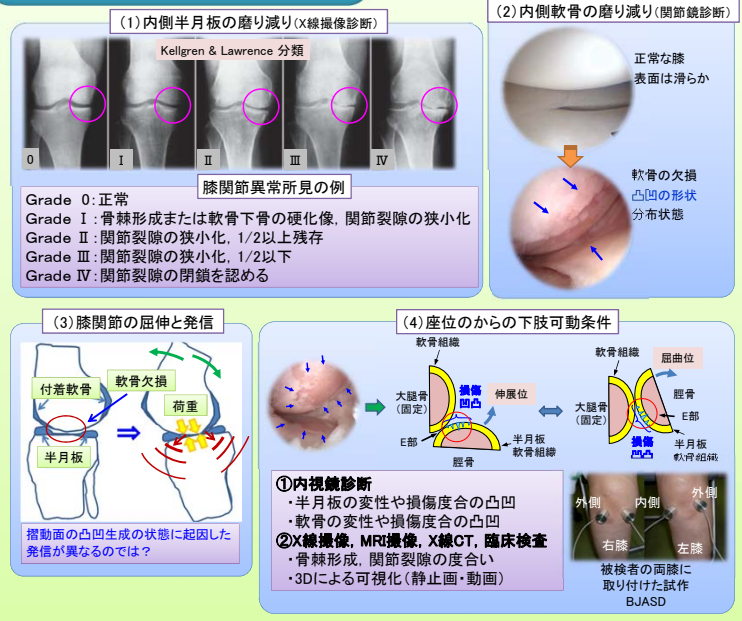 (1)内側半月板の磨り減り(X線撮像診断)
Kellgren & Lawrence 分類
0
Ⅰ
Ⅱ
Ⅲ
Ⅳ
膝関節異常所見の例
Grade 0:正常
Grade Ⅰ:骨棘形成または軟骨下骨の硬化像，関節裂隙の狭小化
Grade Ⅱ:関節裂隙の狭小化，1/2以上残存
Grade Ⅲ:関節裂隙の狭小化，1/2以下
Grade Ⅳ:関節裂隙の閉鎖を認める
(2)内側軟骨の磨り減り(関節鏡診断)
正常な膝
表面は滑らか
軟骨の欠損
凸凹の形状
分布状態
(3)膝関節の屈伸と発信
付着軟骨
軟骨欠損
荷重
半月板
摺動面の凸凹生成の状態に起因した
発信が異なるのでは？
(4)座位のからの下肢可動条件
軟骨組織
大腿骨
(固定)
損傷
凹凸
伸展位
E部
半月板
軟骨組織
脛骨
軟骨組織
屈曲位
大腿骨
(固定)
脛骨
E部
損傷
凹凸
半月板
軟骨組織
①内視鏡診断
・半月板の変性や損傷度合の凸凹
・軟骨の変性や損傷度合の凸凹
②X線撮像，MRI撮像，X線CT，臨床検査
・骨棘形成，関節裂隙の度合い
・3Dによる可視化(静止画・動画)
外側
内側
外側
右膝
左膝
被検者の両膝に
取り付けた試作
BJASD